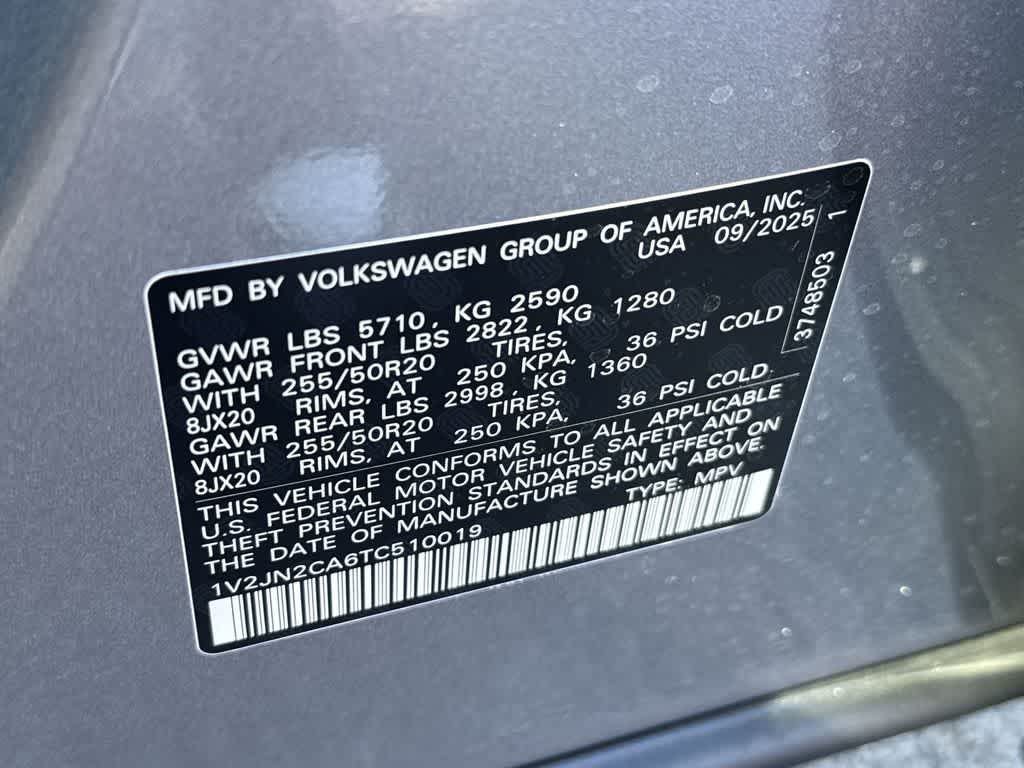 MFD BY VOLKSWAGEN GROUP OF AMERICA, INC.
USA 09/2025
GVWR LBS 5710, KG 2590
GAWR FRONT LBS 2822, KG 1280
WITH 255/50R20 TIRES,
8JX20 RIMS, AT 250 KPA, 36 PSI COLD
GAWR REAR LBS 2998, KG 1360
WITH 255/50R20 TIRES,
8JX20 RIMS, AT 250 KPA, 36 PSI COLD.
THIS VEHICLE CONFORMS TO ALL APPLICABLE
U.S. FEDERAL MOTOR VEHICLE SAFETY AND
THEFT PREVENTION STANDARDS IN EFFECT ON
THE DATE OF MANUFACTURE SHOWN ABOVE.
1V2JN2CA6TC510019 TYPE: MPV
3748503 1